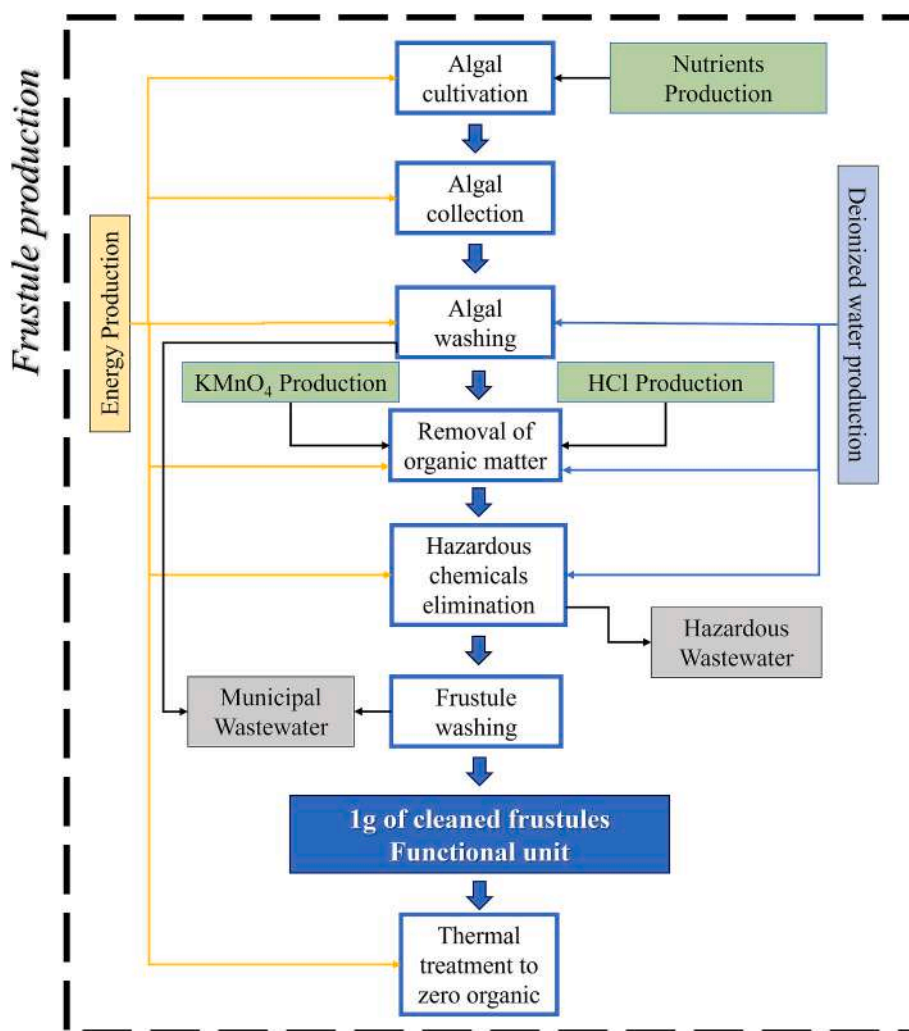 Frustule production
Algal
cultivation
Nutrients
Production
Algal
collection
Energy Production
Deionized water production
Algal
washing
KMnO₄ Production
HCl Production
Removal of
organic matter
Hazardous
chemicals
elimination
Hazardous
Wastewater
Municipal
Wastewater
Frustule
washing
1g of cleaned frustules
Functional unit
Thermal
treatment to
zero organic